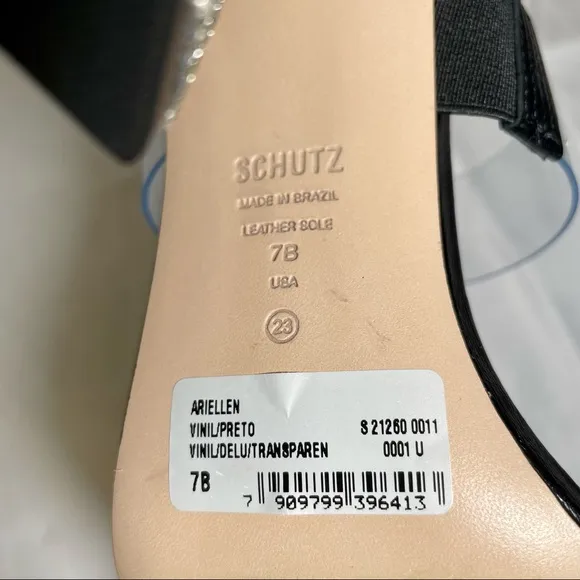 SCHUTZ
MADE IN BRAZIL
LEATHER SOLE
7B
USA
23
ARIELLEN
VINIL/PRETO S 21260 0011
VINIL/DELU/TRANSPAREN 0001 U
7B
7 909799 396413